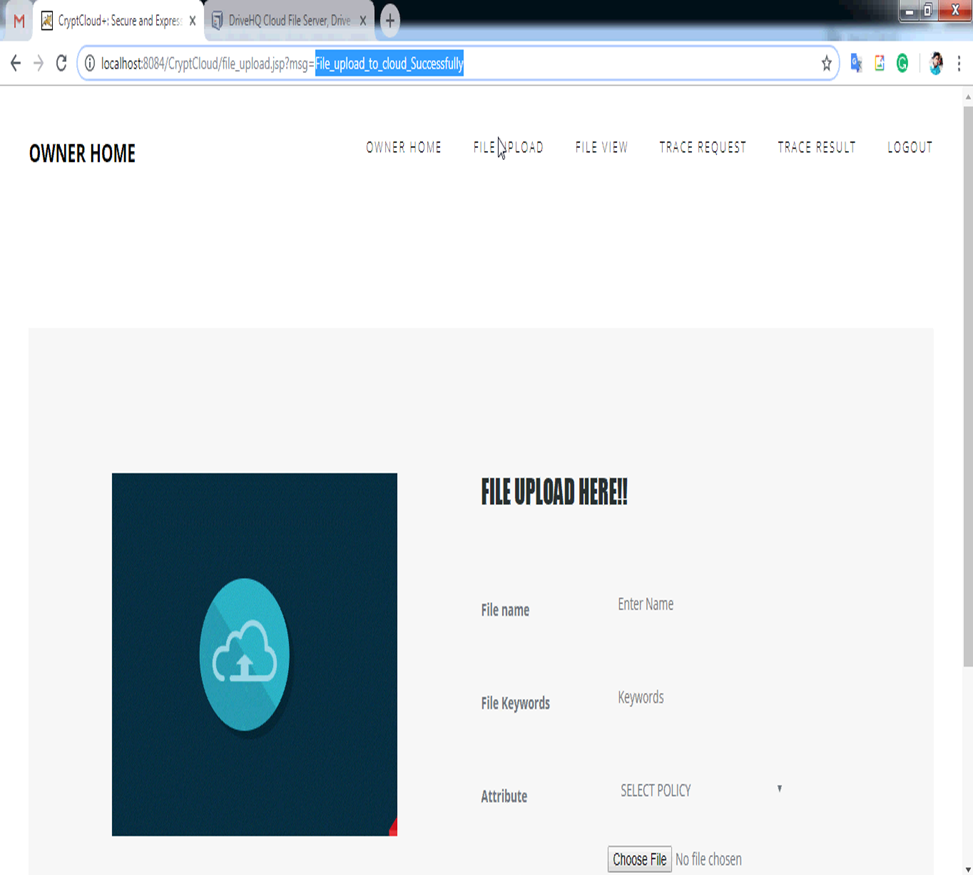 CryptCloud+: Secure and Expres
DriveHQ Cloud File Server, Drive
localhost:8084/CryptCloud/file_upload.jsp?msg=File_upload_to_cloud_Successfully
OWNER HOME
OWNER HOME FILE UPLOAD FILE VIEW TRACE REQUEST TRACE RESULT LOGOUT
FILE UPLOAD HERE!!
File name Enter Name
File Keywords Keywords
Attribute SELECT POLICY
Choose File No file chosen